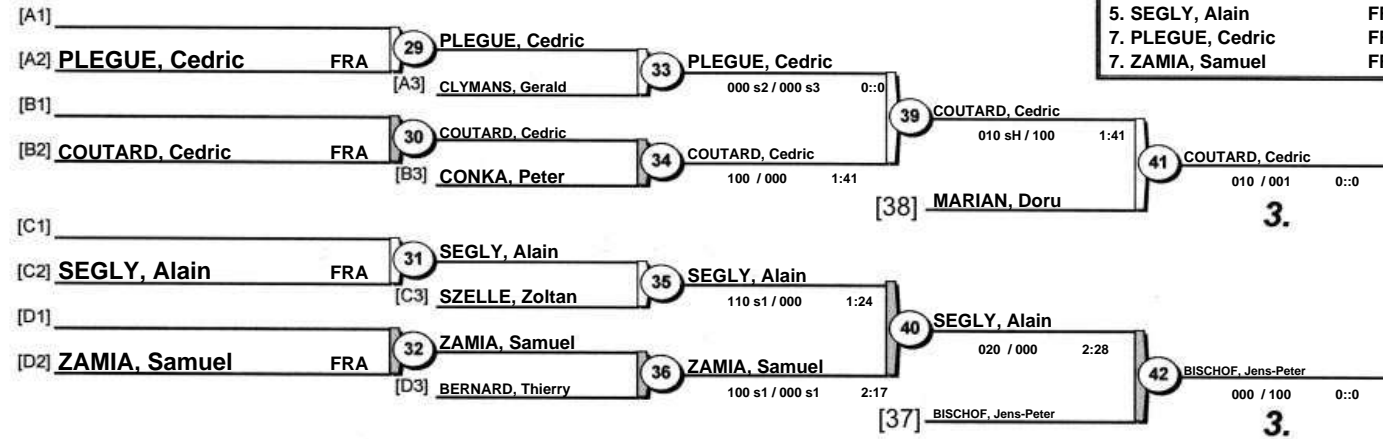 5. SEGLY, Alain
7. PLEGUE, Cedric
7. ZAMIA, Samuel
[A1]
[A2] PLEGUE, Cedric FRA
29 PLEGUE, Cedric
[A3] CLYMANS, Gerald
33 PLEGUE, Cedric
000 s2 / 000 s3 0::0
[B1]
[B2] COUTARD, Cedric FRA
30 COUTARD, Cedric
[B3] CONKA, Peter
34 COUTARD, Cedric
100 / 000 1:41
39 COUTARD, Cedric
010 sH / 100 1:41
[38] MARIAN, Doru
41 COUTARD, Cedric
010 / 001 0::0
3.
[C1]
[C2] SEGLY, Alain FRA
31 SEGLY, Alain
[C3] SZELLE, Zoltan
35 SEGLY, Alain
110 s1 / 000 1:24
[D1]
[D2] ZAMIA, Samuel FRA
32 ZAMIA, Samuel
[D3] BERNARD, Thierry
36 ZAMIA, Samuel
100 s1 / 000 s1 2:17
40 SEGLY, Alain
020 / 000 2:28
[37] BISCHOF, Jens-Peter
42 BISCHOF, Jens-Peter
000 / 100 0::0
3.